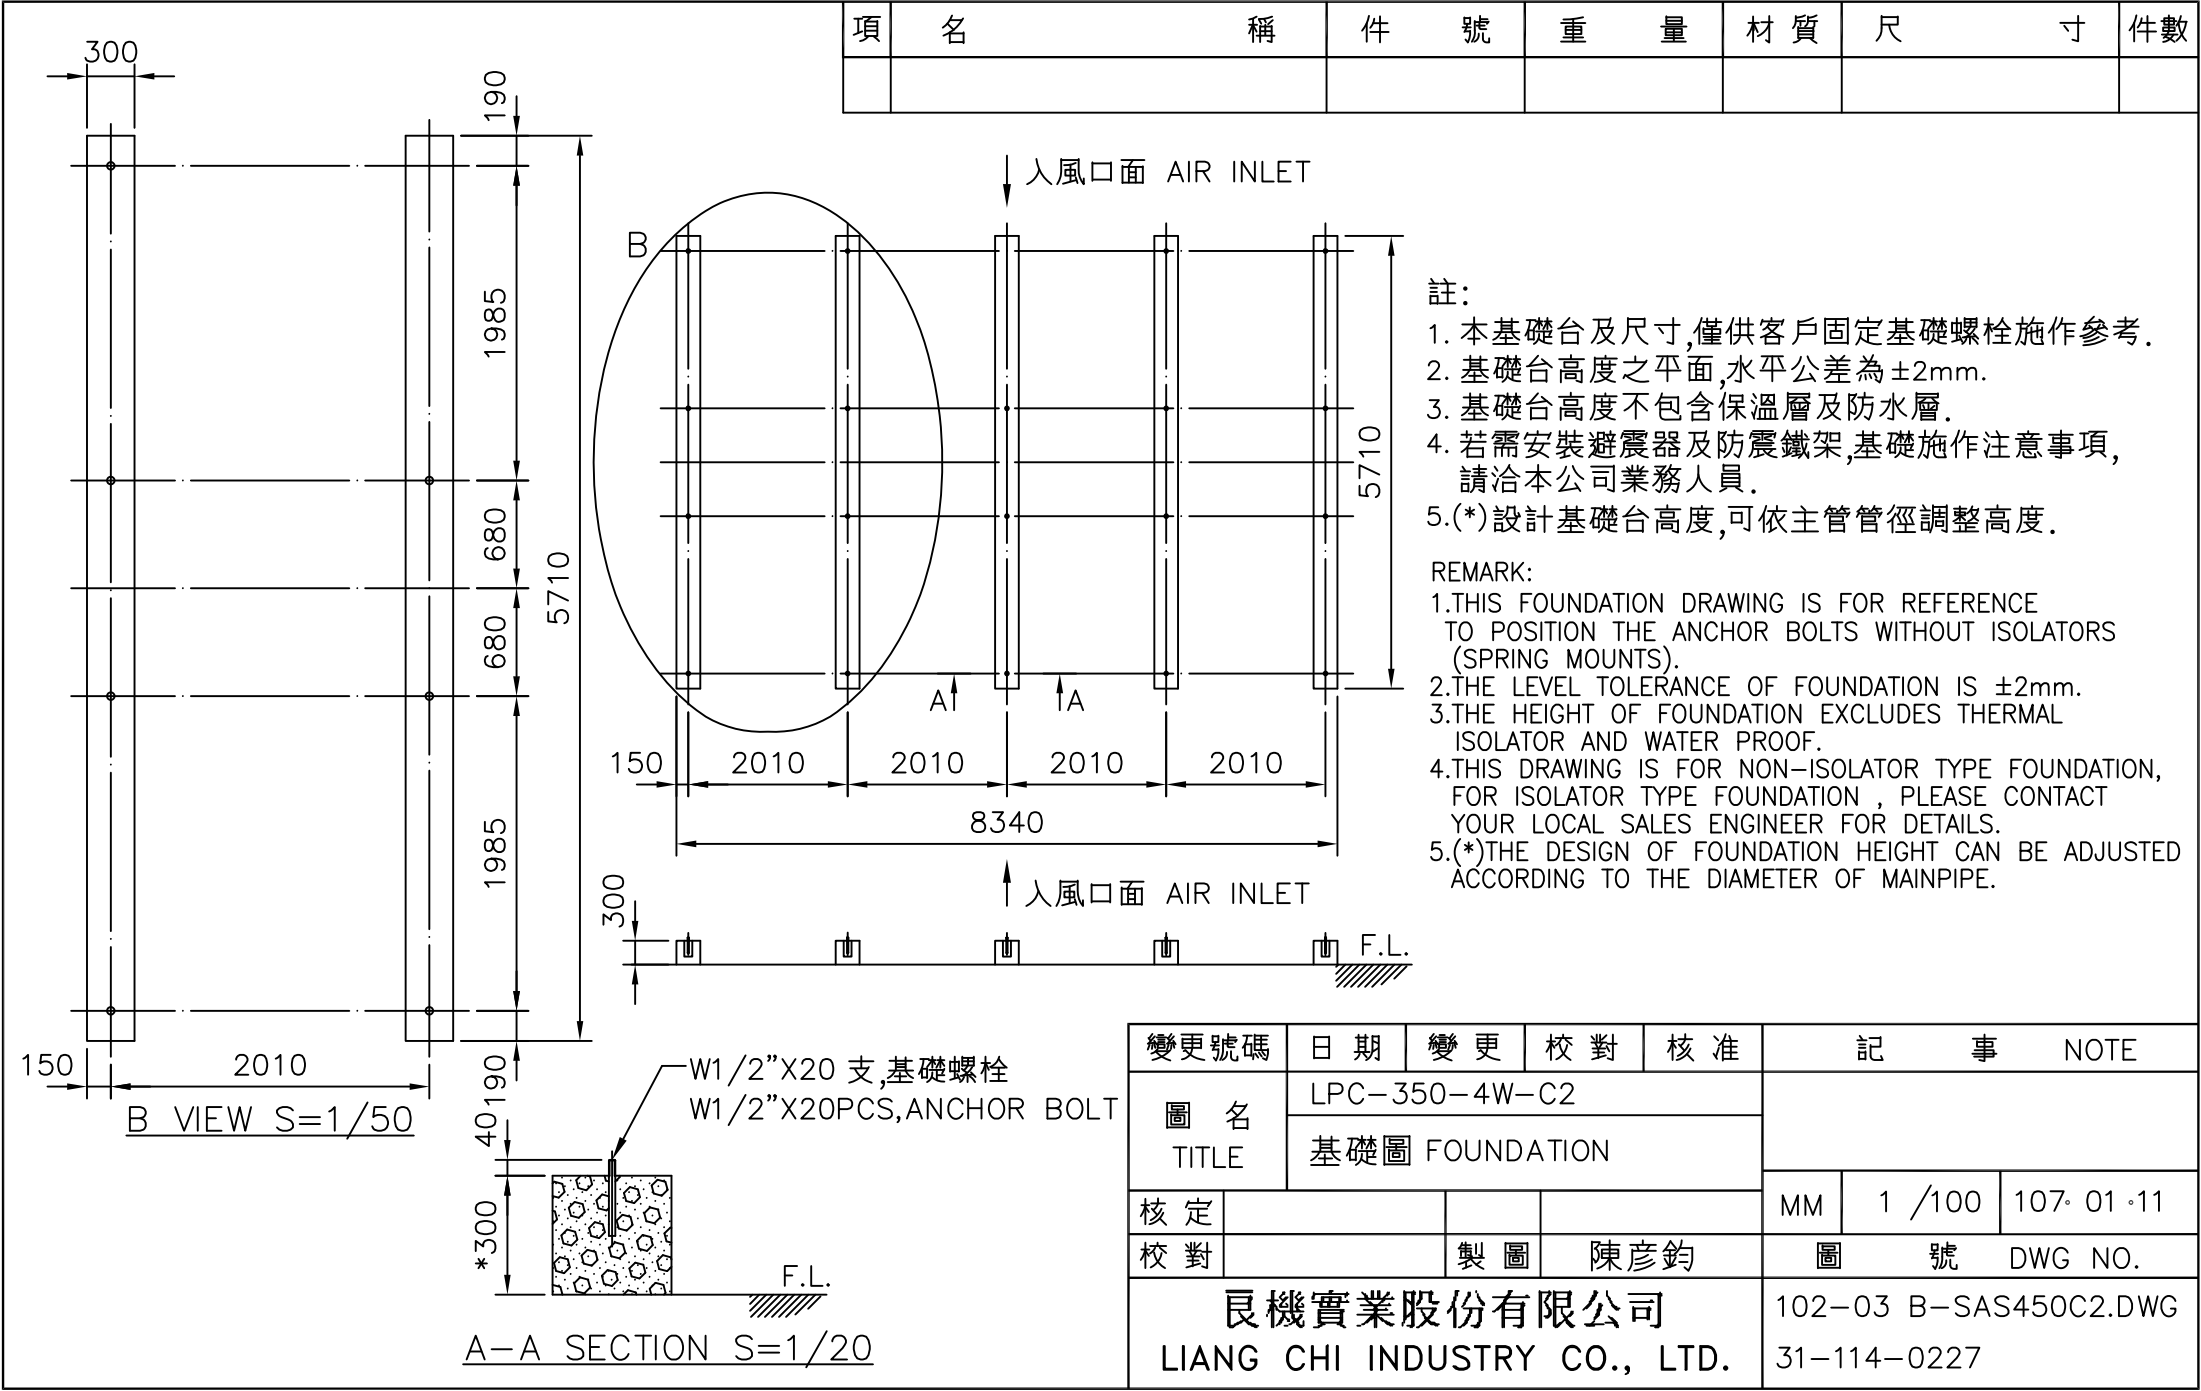 項 名 稱 件 號 重 量 材 質 尺 寸 件數
300
190
1985
680
680
1985
190
5710
150
2010
B VIEW S=1/50
入風口面 AIR INLET
B
5710
A
A
150
2010
2010
2010
2010
8340
入風口面 AIR INLET
300
F.L.
註:
1. 本基礎台及尺寸,僅供客戶固定基礎螺栓施作參考.
2. 基礎台高度之平面,水平公差為±2mm.
3. 基礎台高度不包含保溫層及防水層.
4. 若需安裝避震器及防震鐵架,基礎施作注意事項,
請洽本公司業務人員.
5.(*)設計基礎台高度,可依主管管徑調整高度.
REMARK:
1.THIS FOUNDATION DRAWING IS FOR REFERENCE
TO POSITION THE ANCHOR BOLTS WITHOUT ISOLATORS
(SPRING MOUNTS).
2.THE LEVEL TOLERANCE OF FOUNDATION IS ±2mm.
3.THE HEIGHT OF FOUNDATION EXCLUDES THERMAL
ISOLATOR AND WATER PROOF.
4.THIS DRAWING IS FOR NON-ISOLATOR TYPE FOUNDATION,
FOR ISOLATOR TYPE FOUNDATION , PLEASE CONTACT
YOUR LOCAL SALES ENGINEER FOR DETAILS.
5.(*)THE DESIGN OF FOUNDATION HEIGHT CAN BE ADJUSTED
ACCORDING TO THE DIAMETER OF MAINPIPE.
W1/2"X20 支,基礎螺栓
W1/2"X20PCS,ANCHOR BOLT
40
*300
F.L.
A-A SECTION S=1/20
變更號碼 日 期 變 更 校 對 核 准 記 事 NOTE
圖 名
TITLE
LPC-350-4W-C2
基礎圖 FOUNDATION
核 定
MM 1 /100 107. 01 .11
校 對 製 圖 陳彥鈞 圖 號 DWG NO.
良機實業股份有限公司
LIANG CHI INDUSTRY CO., LTD.
102-03 B-SAS450C2.DWG
31-114-0227